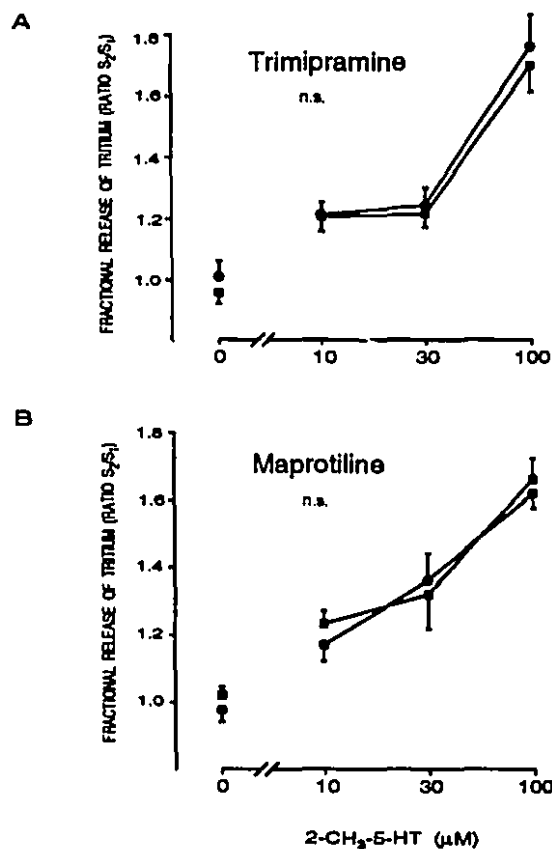 A
FRACTIONAL RELEASE OF TRITIUM (RATIO S₂/S₁)
1.8
1.6
1.4
1.2
1.0
Trimipramine
n.s.
0
10
30
100
B
FRACTIONAL RELEASE OF TRITIUM (RATIO S₂/S₁)
1.8
1.6
1.4
1.2
1.0
Maprotiline
n.s.
0
10
30
100
2-CH₃-5-HT (μM)